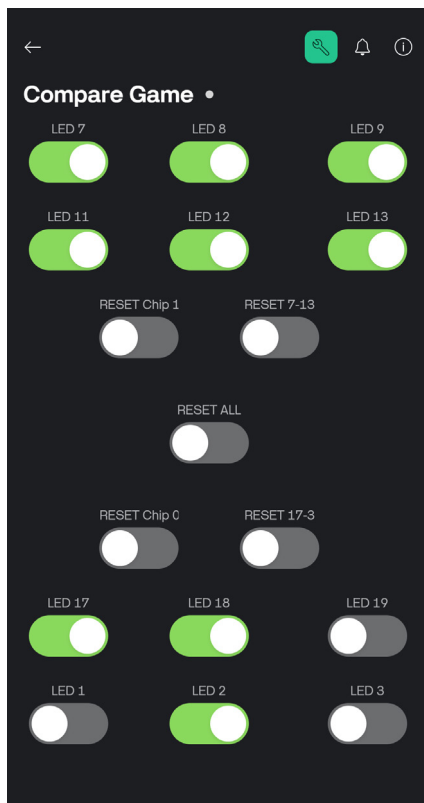 Compare Game
LED 7 LED 8 LED 9
LED 11 LED 12 LED 13
RESET Chip 1 RESET 7-13
RESET ALL
RESET Chip 0 RESET 17-3
LED 17 LED 18 LED 19
LED 1 LED 2 LED 3